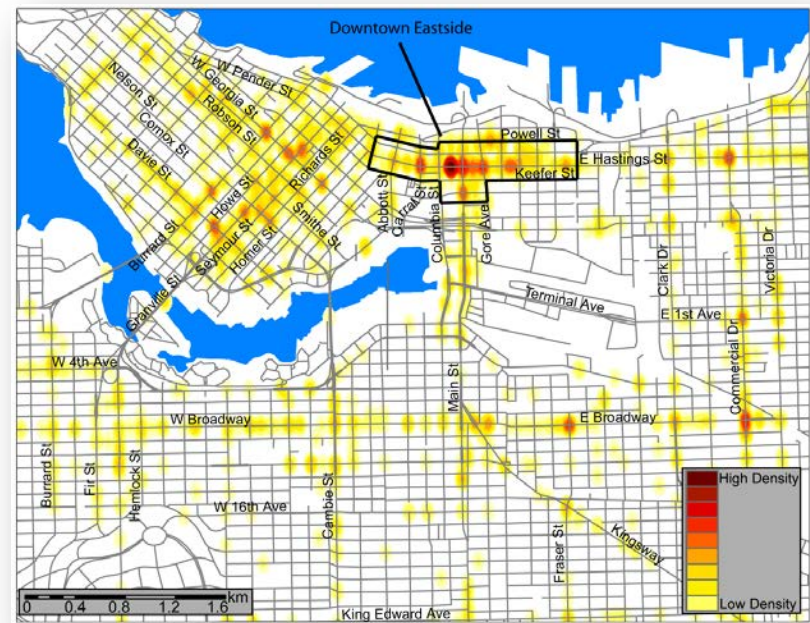 Downtown Eastside
W Pender St
W Georgia St
Nelson St
Robson St
Comox St
Powell St
Richards St
E Hastings St
Davie St
Keefer St
Howe St
Abbott St
Carral St
Columbia St
Gore Ave
Smithe St
Burrard St
Seymour St
Homer St
Clark Dr
Victoria Dr
Granville St
Terminal Ave
E 1st Ave
Commercial Dr
W 4th Ave
Main St
W Broadway
E Broadway
Burrard St
Fir St
Hemlock St
High Density
W 16th Ave
Cambie St
Kingsway
Fraser St
km
0 0.4 0.8 1.2 1.6
Low Density
King Edward Ave